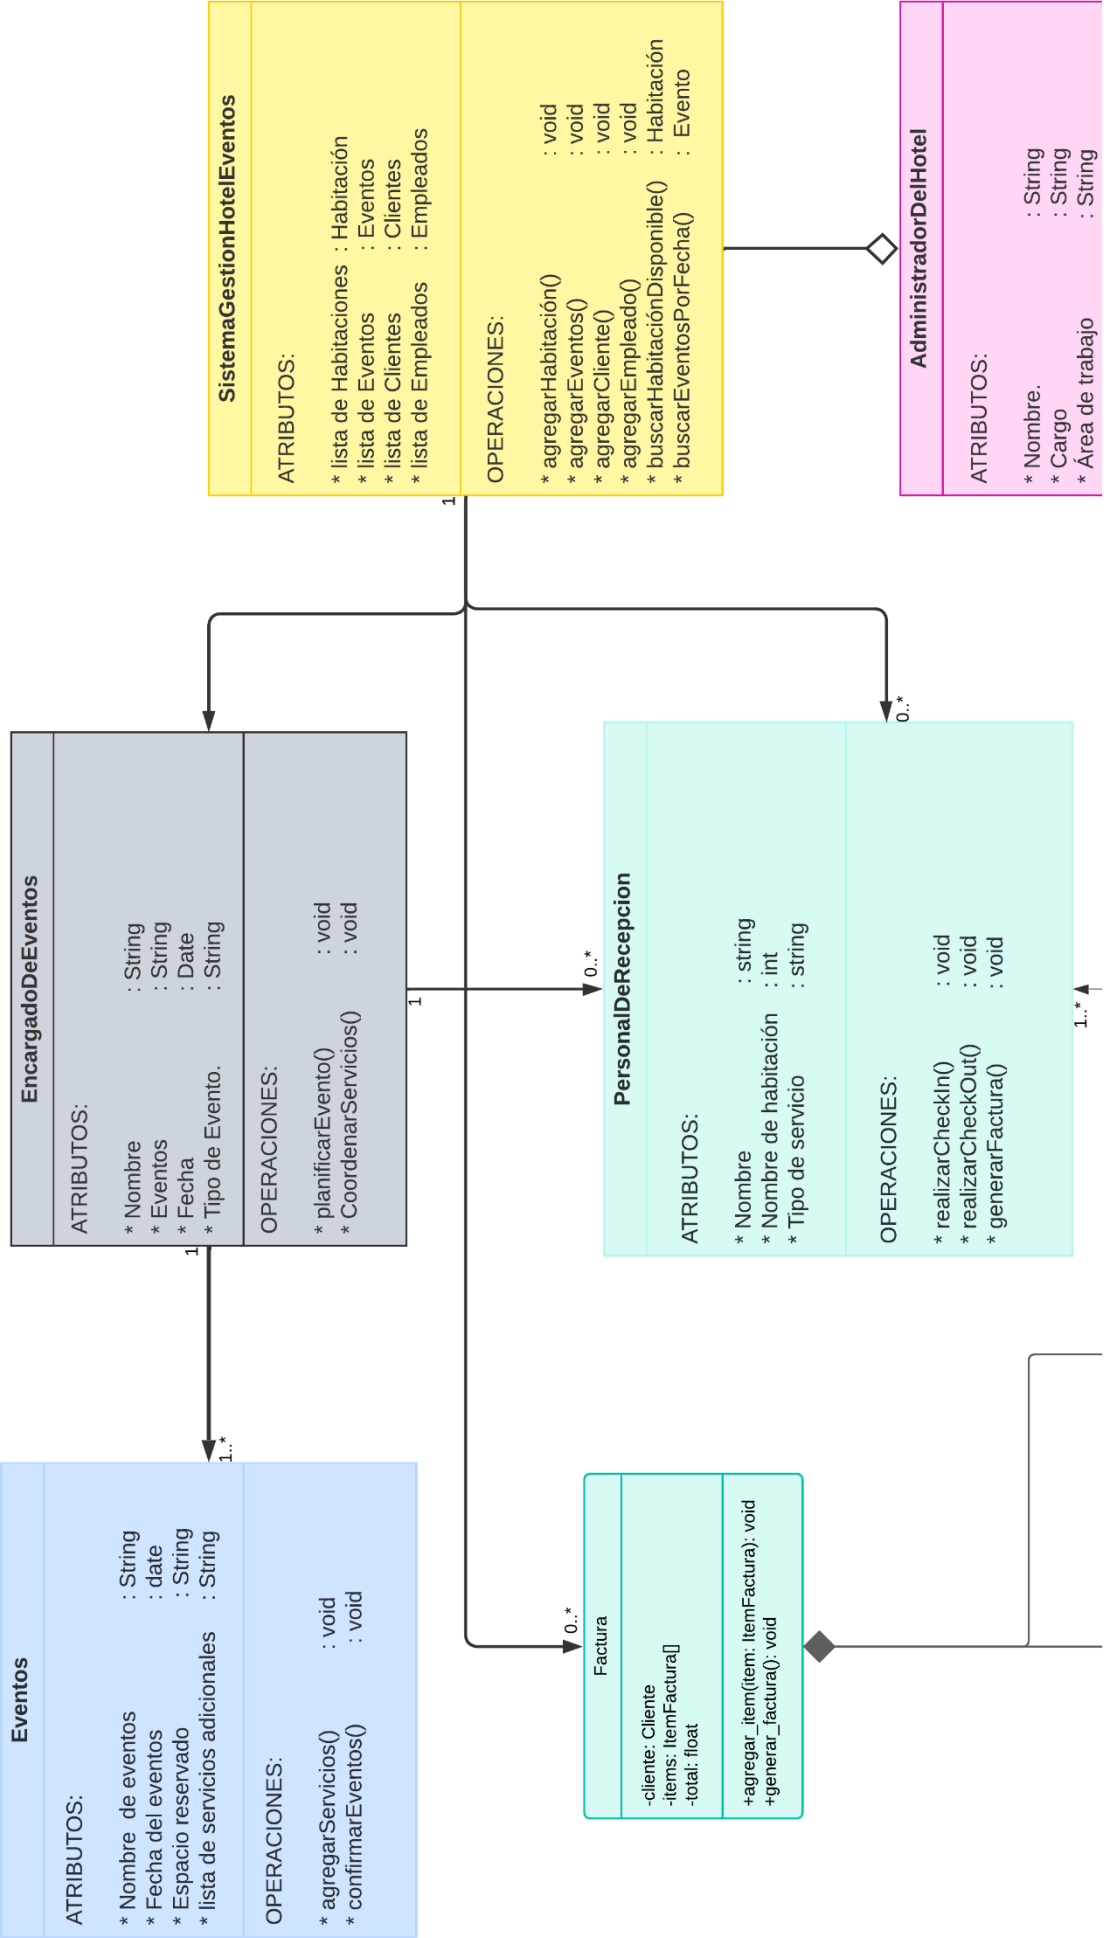 Eventos
ATRIBUTOS:
* Nombre  de eventos : String
* Fecha del eventos : date
* Espacio reservado : String
* lista de servicios adicionales : String
OPERACIONES:
* agregarServicios() : void
* confirmarEventos() : void
1..*
1
EncargadoDeEventos
ATRIBUTOS:
* Nombre : String
* Eventos : String
* Fecha : Date
* Tipo de Evento. : String
OPERACIONES:
* planificarEvento() : void
* CoordenarServicios() : void
1
0..*
SistemaGestionHotelEventos
ATRIBUTOS:
* lista de Habitaciones : Habitación
* lista de Eventos : Eventos
* lista de Clientes : Clientes
* lista de Empleados : Empleados
OPERACIONES:
* agregarHabitación() : void
* agregarEventos() : void
* agregarCliente() : void
* agregarEmpleado() : void
* buscarHabitaciónDisponible() : Habitación
* buscarEventosPorFecha() : Evento
1
0..*
Factura
-cliente: Cliente
-items: ItemFactura[]
-total: float
+agregar_item(item: ItemFactura): void
+generar_factura(): void
PersonalDeRecepcion
ATRIBUTOS:
* Nombre : string
* Nombre de habitación : int
* Tipo de servicio : string
OPERACIONES:
* realizarCheckIn() : void
* realizarCheckOut() : void
* generarFactura() : void
0..*
1..*
AdministradorDelHotel
ATRIBUTOS:
* Nombre. : String
* Cargo : String
* Área de trabajo : String